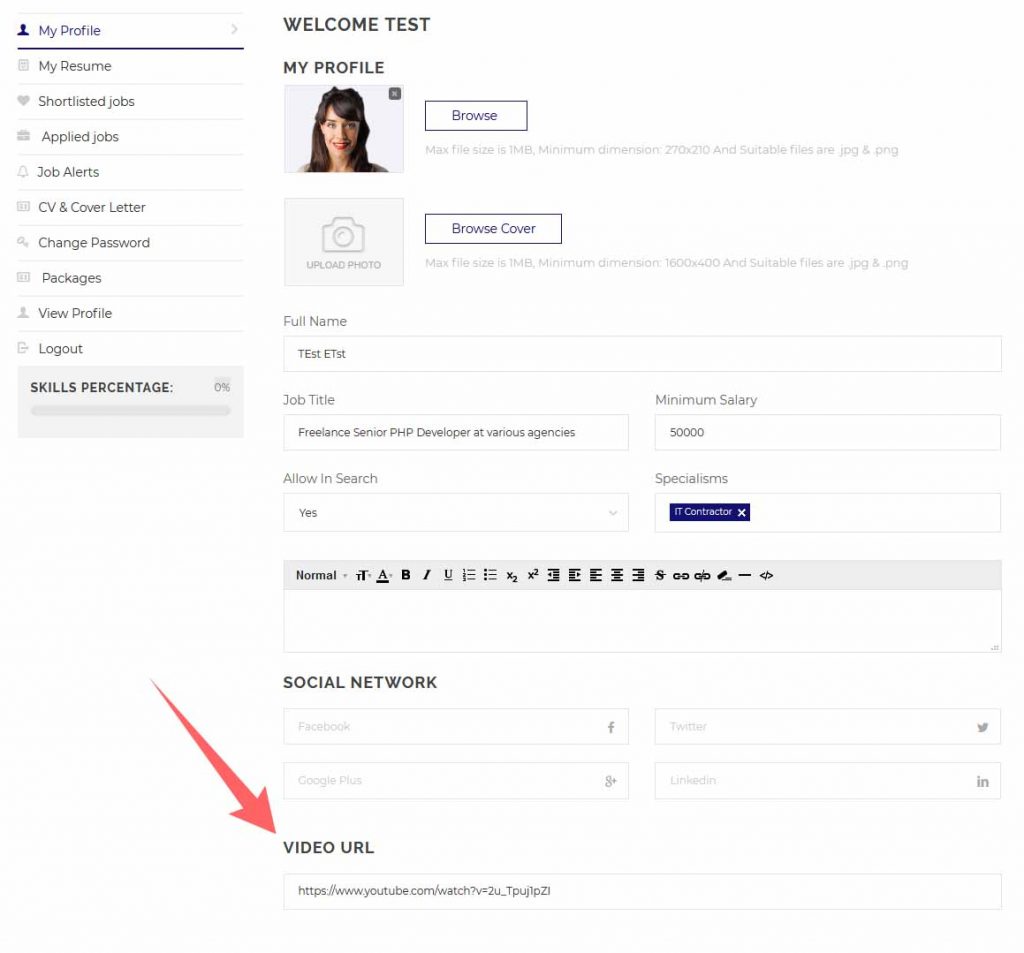 My Profile
My Resume
Shortlisted jobs
Applied jobs
Job Alerts
CV & Cover Letter
Change Password
Packages
View Profile
Logout
SKILLS PERCENTAGE: 0%
WELCOME TEST
MY PROFILE
Browse
Max file size is 1MB, Minimum dimension: 270x210 And Suitable files are .jpg & .png
UPLOAD PHOTO
Browse Cover
Max file size is 1MB, Minimum dimension: 1600x400 And Suitable files are .jpg & .png
Full Name
TEst ETst
Job Title Minimum Salary
Freelance Senior PHP Developer at various agencies 50000
Allow In Search Specialisms
Yes IT Contractor
Normal
SOCIAL NETWORK
Facebook Twitter
Google Plus Linkedin
VIDEO URL
https://www.youtube.com/watch?v=2u_Tpuj1pZI